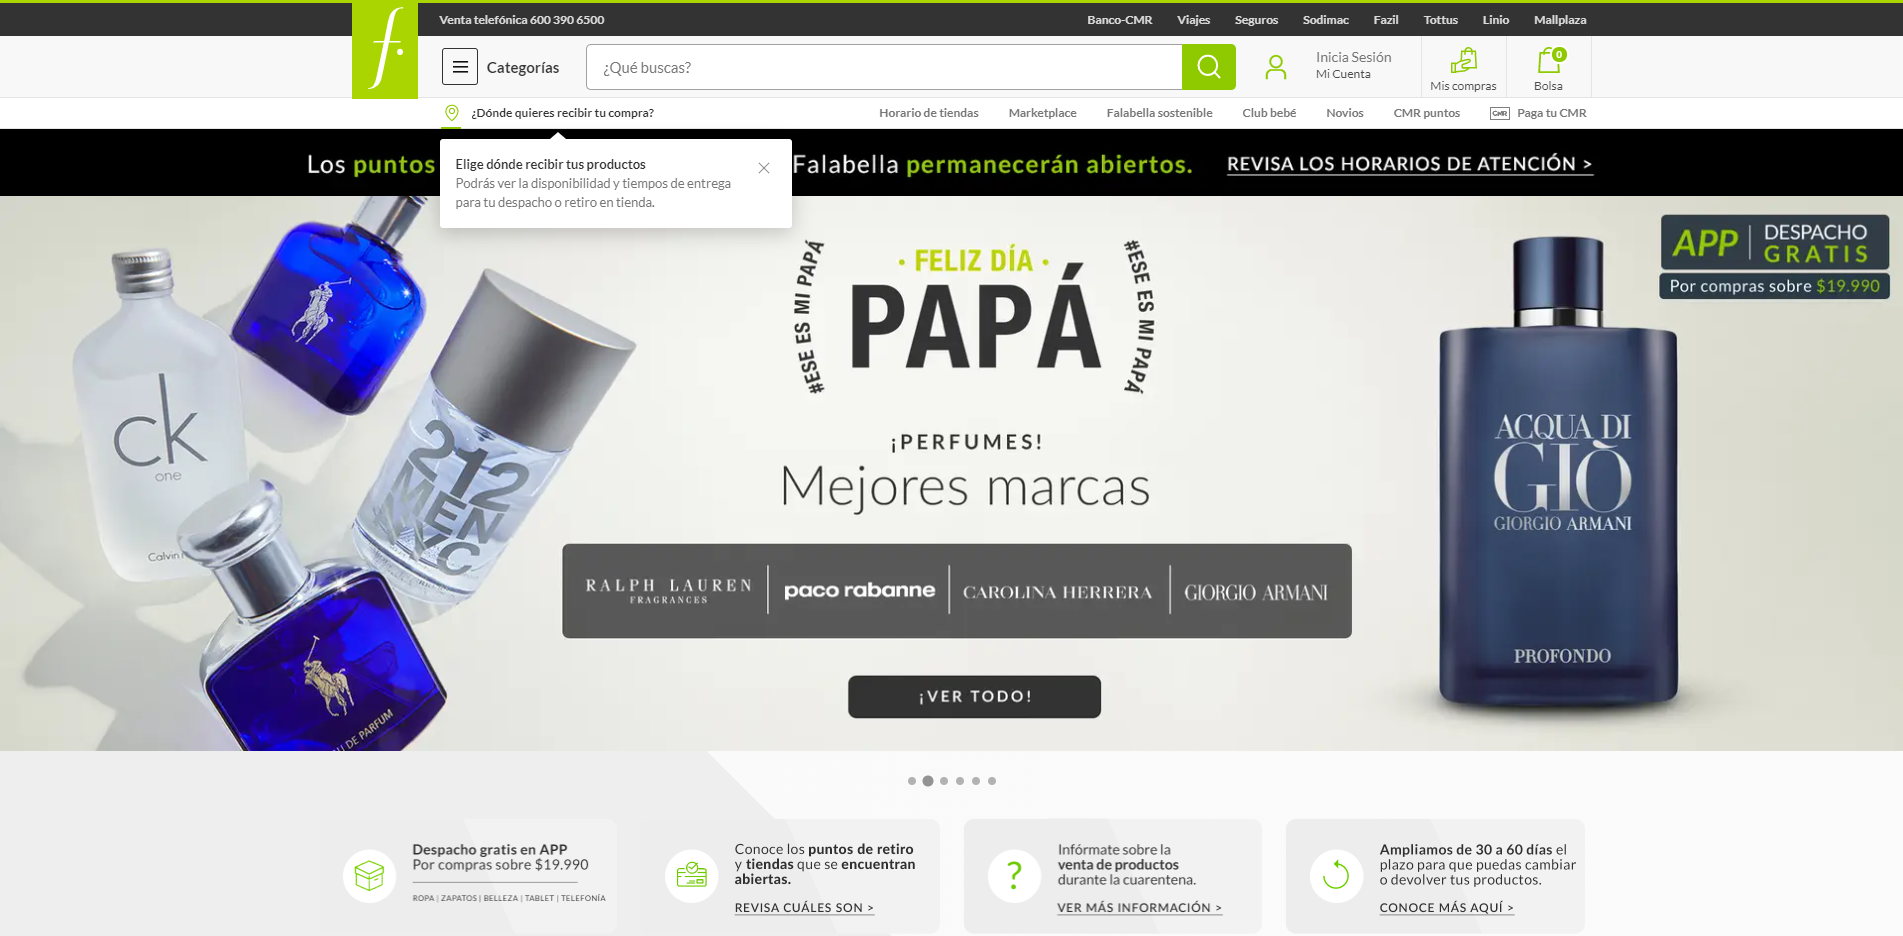 Venta telefónica 600 390 6500
Banco-CMR Viajes Seguros Sodimac Fazil Tottus Linio Mallplaza
f.
Categorías
¿Qué buscas?
Inicia Sesión
Mi Cuenta
Mis compras
0
Bolsa
¿Dónde quieres recibir tu compra?
Horario de tiendas Marketplace Falabella sostenible Club bebé Novios CMR puntos CMR Paga tu CMR
Los puntos
Falabella permanecerán abiertos.
REVISA LOS HORARIOS DE ATENCIÓN >
Elige dónde recibir tus productos
Podrás ver la disponibilidad y tiempos de entrega
para tu despacho o retiro en tienda.
APP | DESPACHO
GRATIS
Por compras sobre $19.990
#ESE ES MI PAPÁ
• FELIZ DÍA •
PAPÁ
#ESE ES MI PAPÁ
¡PERFUMES!
Mejores marcas
RALPH LAUREN
FRAGRANCES
paco rabanne
CAROLINA HERRERA
GIORGIO ARMANI
¡VER TODO!
ck
one
Calvin
212
MEN
NYC
DE PARFUM
ACQUA DI
GIÒ
GIORGIO ARMANI
PROFONDO
Despacho gratis en APP
Por compras sobre $19.990
ROPA | ZAPATOS | BELLEZA | TABLET | TELEFONÍA
Conoce los puntos de retiro
y tiendas que se encuentran
abiertas.
REVISA CUÁLES SON >
?
Infórmate sobre la
venta de productos
durante la cuarentena.
VER MÁS INFORMACIÓN >
Ampliamos de 30 a 60 días el
plazo para que puedas cambiar
o devolver tus productos.
CONOCE MÁS AQUÍ >